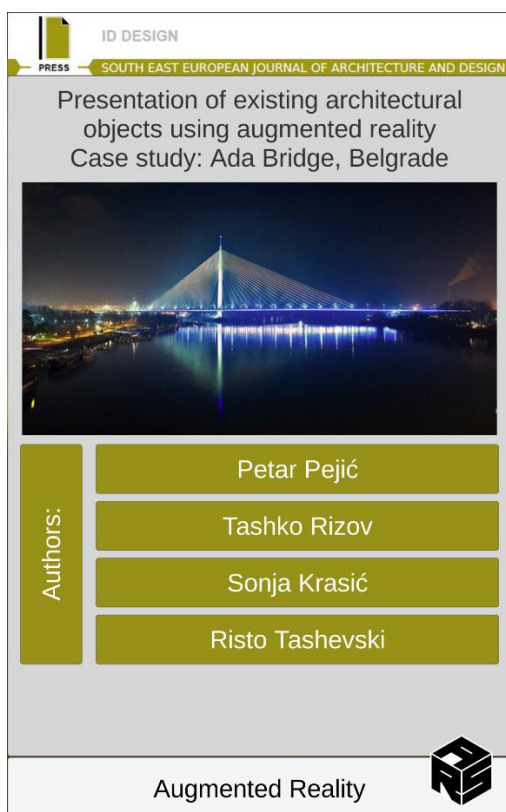 ID DESIGN
PRESS
SOUTH EAST EUROPEAN JOURNAL OF ARCHITECTURE AND DESIGN
Presentation of existing architectural
objects using augmented reality
Case study: Ada Bridge, Belgrade
Authors:
Petar Pejić
Tashko Rizov
Sonja Krasić
Risto Tashevski
Augmented Reality